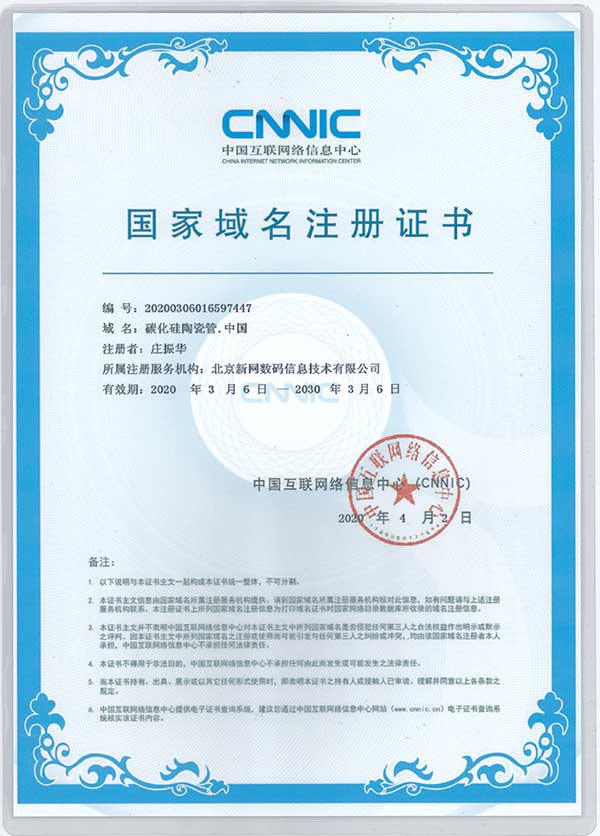 CNNIC
中国互联网络信息中心
CHINA INTERNET NETWORK INFORMATION CENTER
国家域名注册证书
编 号：20200306016597447
域 名：碳化硅陶瓷管.中国
注册者：庄振华
所属注册服务机构：北京新网数码信息技术有限公司
有效期：2020 年 3 月 6 日 — 2030 年 3 月 6 日
CNNIC
中国互联网络信息中心（CNNIC）
中国互联网络信息中心
2020 年 4 月 2 日
备注：
1. 以下说明与本证书主文一起构成本证书统一整体，不可分割。
2. 本证书主文信息由国家域名所属注册服务机构提供。请到国家域名所属注册服务机构核对此信息，如有问题请与上述注册
服务机构联系。本注册证书上所列国家域名注册信息为打印域名证书时国家网络目录数据库所收录的域名注册信息。
3. 本证书主文并不表明中国互联网络信息中心对本证书主文中所列国家域名是否侵犯任何第三人之合法权益作出明示或默示
之评判。因本证书主文中所列国家域名之注册或使用而可能引发与任何第三人之纠纷或冲突，均由该国家域名注册者本人
承担，中国互联网络信息中心不承担任何法律责任。
4. 本证书不得用于非法目的，中国互联网络信息中心不承担任何由此而发生或可能发生之法律责任。
5. 当本证书持有、出具、展示或以其它任何形式使用时，即表明本证书之持有人或接触人已审读、理解并同意以上各条款之
规定。
6. 中国互联网络信息中心提供电子证书查询系统，建议您通过中国互联网络信息中心网站（www.cnnic.cn）电子证书查询系
统核实该证书内容。